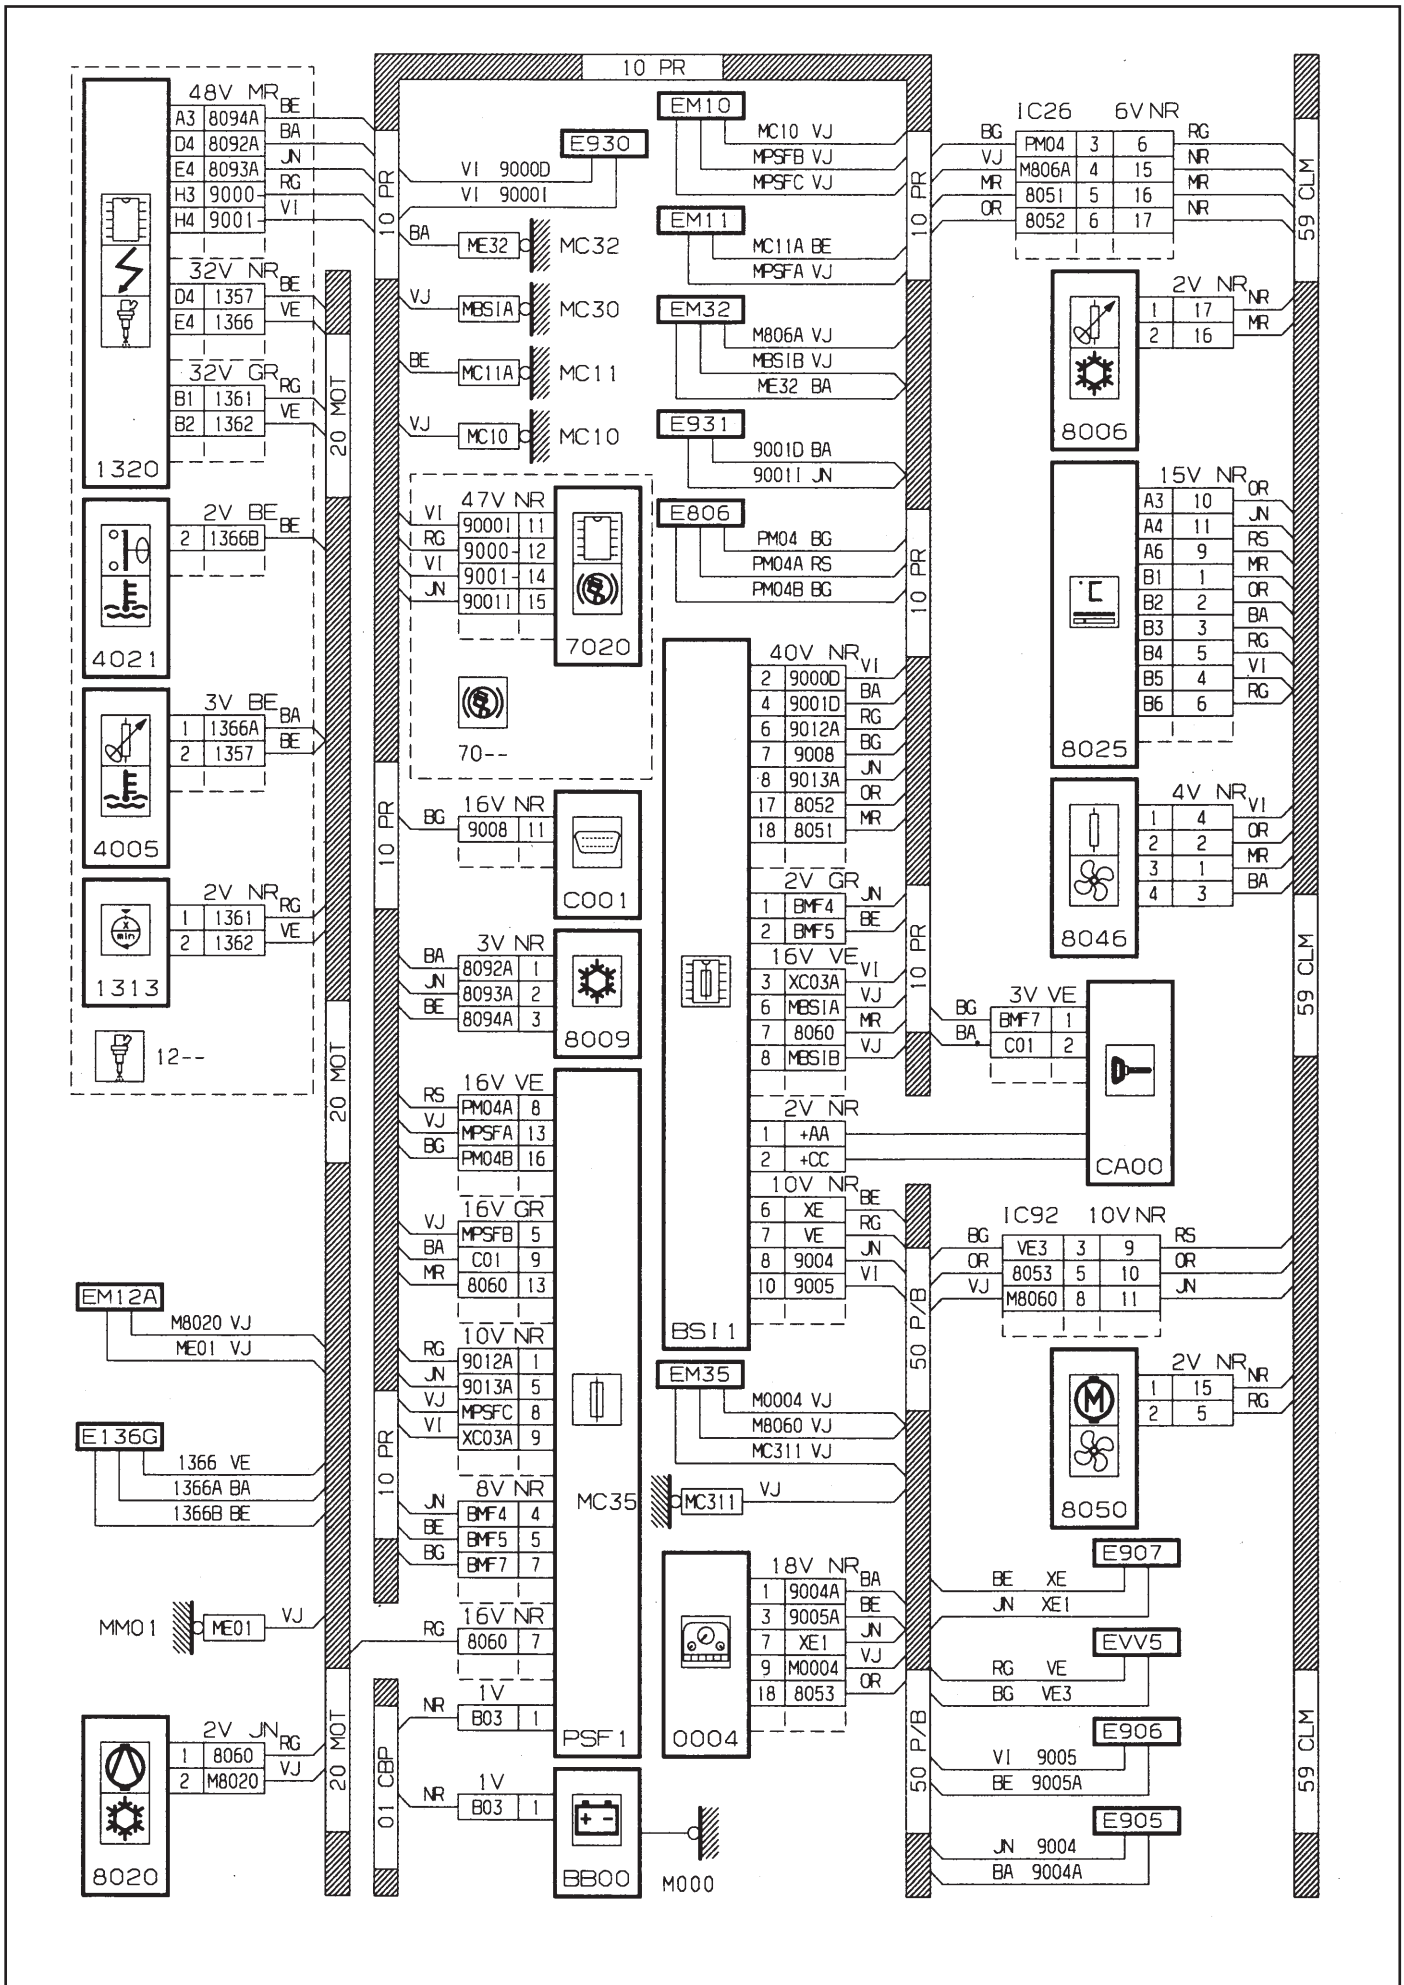 10 PR
48V MR
A3 8094A BE
D4 8092A BA
E4 8093A JN
H3 9000- RG
H4 9001- VI
32V NR
D4 1357 BE
E4 1366 VE
32V GR
B1 1361 RG
B2 1362 VE
1320
2V BE
2 1366B BE
4021
3V BE
1 1366A BA
2 1357 BE
4005
2V NR
1 1361 RG
2 1362 VE
1313
x min
12--
EM12A
M8020 VJ
ME01 VJ
E136G
1366 VE
1366A BA
1366B BE
MM01 ME01 VJ
2V JN
1 8060 RG
2 M8020 VJ
8020
20 MOT
20 MOT
20 MOT
10 PR
10 PR
10 PR
01 CBP
E930
VI 9000D
VI 9000I
BA ME32 MC32
VJ MBSIA MC30
BE MC11A MC11
VJ MC10 MC10
47V NR
VI 9000I 11
RG 9000- 12
VI 9001- 14
JN 9001I 15
7020
70--
16V NR
BG 9008 11
C001
3V NR
BA 8092A 1
JN 8093A 2
BE 8094A 3
8009
16V VE
RS PM04A 8
VJ MPSFA 13
BG PM04B 16
16V GR
VJ MPSFB 5
BA C01 9
MR 8060 13
10V NR
RG 9012A 1
JN 9013A 5
VJ MPSFC 8
VI XC03A 9
8V NR
JN BMF4 4
BE BMF5 5
BG BMF7 7
16V NR
RG 8060 7
1V
NR B03 1
PSF1
1V
NR B03 1
+ -
BB00
M000
EM10
MC10 VJ
MPSFB VJ
MPSFC VJ
EM11
MC11A BE
MPSFA VJ
EM32
M806A VJ
MBSIB VJ
ME32 BA
E931
9001D BA
9001I JN
E806
PM04 BG
PM04A RS
PM04B BG
40V NR
2 9000D VI
4 9001D BA
6 9012A RG
7 9008 BG
8 9013A JN
17 8052 OR
18 8051 MR
2V GR
1 BMF4 JN
2 BMF5 BE
16V VE
3 XC03A VI
6 MBSIA VJ
7 8060 MR
8 MBSIB VJ
2V NR
1 +AA
2 +CC
10V NR
6 XE BE
7 VE RG
8 9004 JN
10 9005 VI
BSI1
EM35
M0004 VJ
M8060 VJ
MC311 VJ
MC35 MC311 VJ
18V NR
1 9004A BA
3 9005A BE
7 XE1 JN
9 M0004 VJ
18 8053 OR
0004
10 PR
10 PR
10 PR
50 P/B
50 P/B
IC26 6V NR
BG PM04 3 6 RG
VJ M806A 4 15 NR
MR 8051 5 16 MR
OR 8052 6 17 NR
2V NR
1 17 NR
2 16 MR
8006
15V NR
A3 10 OR
A4 11 JN
A6 9 RS
B1 1 MR
B2 2 OR
B3 3 BA
B4 5 RG
B5 4 VI
B6 6 RG
°C
8025
4V NR
1 4 VI
2 2 OR
3 1 MR
4 3 BA
8046
3V VE
BG BMF7 1
BA C01 2
CA00
IC92 10V NR
BG VE3 3 9 RS
OR 8053 5 10 OR
VJ M8060 8 11 JN
2V NR
1 15 NR
2 5 RG
M
8050
E907
BE XE
JN XE1
EVV5
RG VE
BG VE3
E906
VI 9005
BE 9005A
E905
JN 9004
BA 9004A
59 CLM
59 CLM
59 CLM